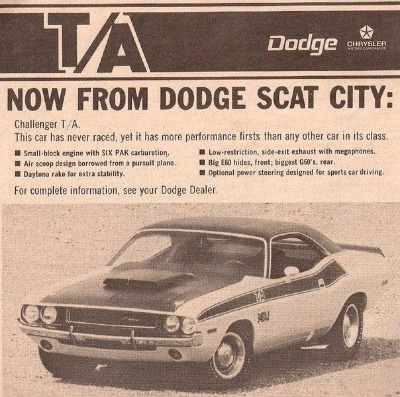 T/A
Dodge
CHRYSLER
MOTORS CORPORATION
NOW FROM DODGE SCAT CITY:
Challenger T/A.
This car has never raced, yet it has more performance firsts than any other car in its class.
■ Small-block engine with SIX PAK carburetion.
■ Air scoop design borrowed from a pursuit plane.
■ Daytona rake for extra stability.
■ Low-restriction, side-exit exhaust with megaphones.
■ Big E60 hides, front; biggest G60's, rear.
■ Optional power steering designed for sports car driving.
For complete information, see your Dodge Dealer.
T/A